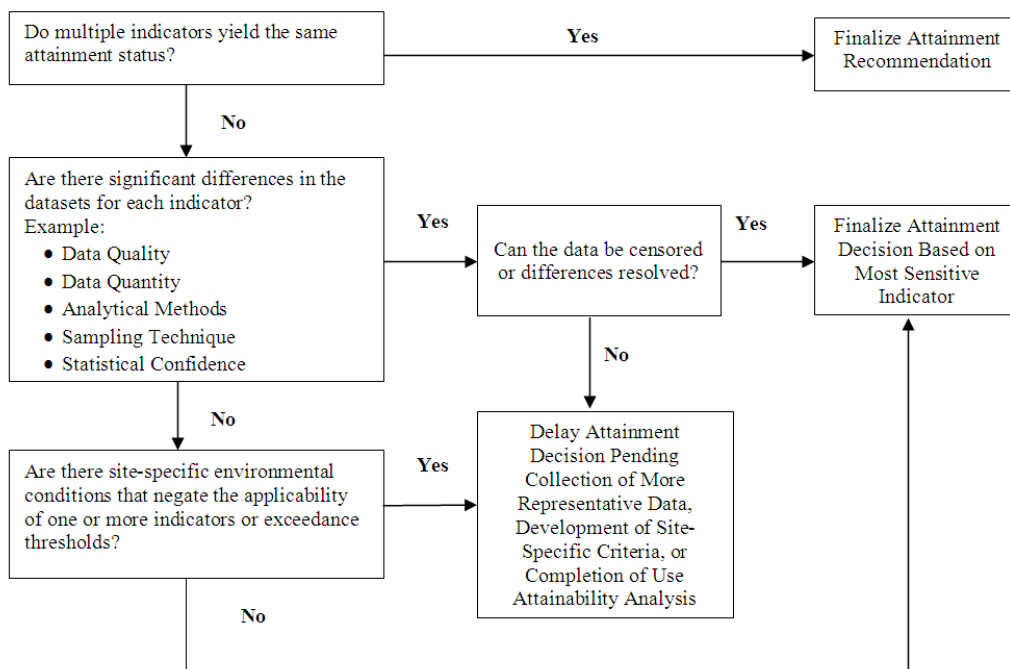 Do multiple indicators yield the same
attainment status?
Yes
Finalize Attainment
Recommendation
No
Are there significant differences in the
datasets for each indicator?
Example:
● Data Quality
● Data Quantity
● Analytical Methods
● Sampling Technique
● Statistical Confidence
Yes
Can the data be censored
or differences resolved?
Yes
Finalize Attainment
Decision Based on
Most Sensitive
Indicator
No
No
Are there site-specific environmental
conditions that negate the applicability
of one or more indicators or exceedance
thresholds?
Yes
Delay Attainment
Decision Pending
Collection of More
Representative Data,
Development of Site-
Specific Criteria, or
Completion of Use
Attainability Analysis
No